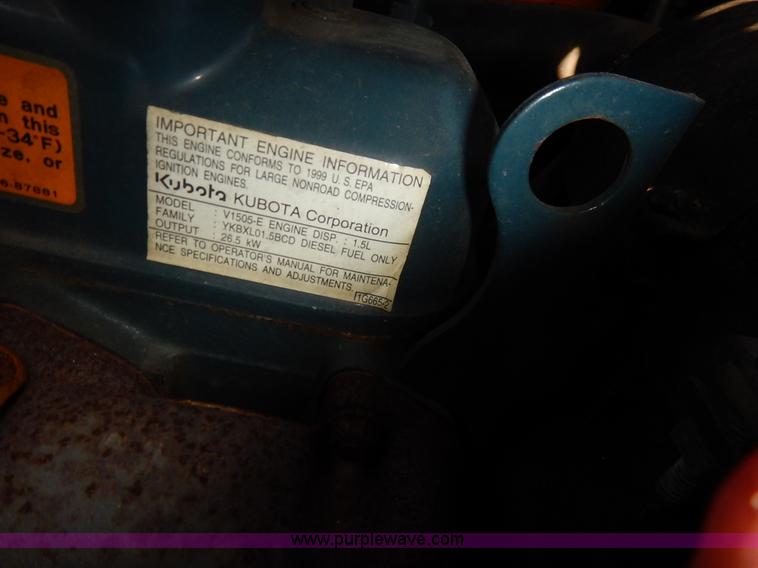 e and
n this
-34°F)
ze, or
6-87881
IMPORTANT ENGINE INFORMATION
THIS ENGINE CONFORMS TO 1999 U.S. EPA
REGULATIONS FOR LARGE NONROAD COMPRESSION-
IGNITION ENGINES.
Kubota KUBOTA Corporation
MODEL : V1505-E ENGINE DISP. : 1.5L
FAMILY : YKBXL01.5BCD DIESEL FUEL ONLY
OUTPUT : 26.5 kW
REFER TO OPERATOR'S MANUAL FOR MAINTENA-
NCE SPECIFICATIONS AND ADJUSTMENTS.
1G665-2
www.purplewave.com